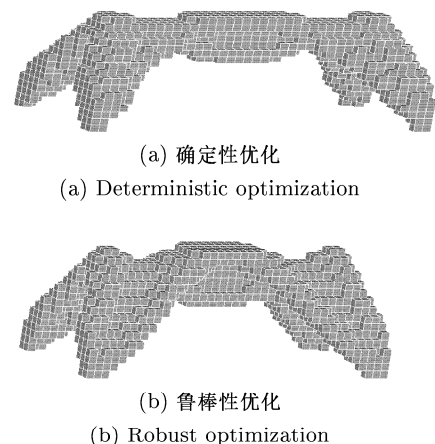 (a) 确定性优化
(a) Deterministic optimization
(b) 鲁棒性优化
(b) Robust optimization